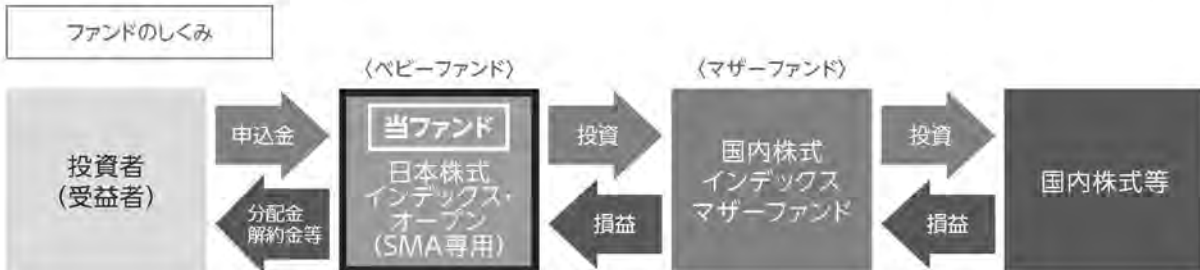 ファンドのしくみ
〈ベビーファンド〉
〈マザーファンド〉
投資者
(受益者)
申込金
分配金
解約金等
当ファンド
日本株式
インデックス・
オープン
(SMA専用)
投資
損益
国内株式
インデックス
マザーファンド
投資
損益
国内株式等